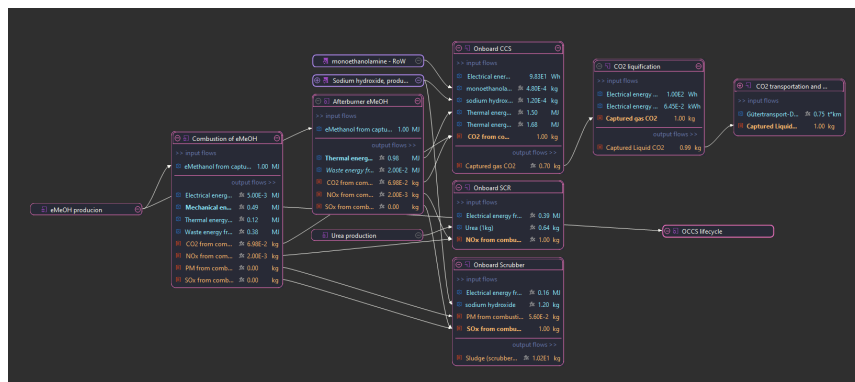 eMeOH producion
Combustion of eMeOH
>> input flows
eMethanol from captu... 1.00 MJ
output flows >>
Electrical ener... 5.00E-3 MJ
Mechanical en... 0.49 MJ
Thermal energy... 0.12 MJ
Waste energy fr... 0.38 MJ
CO2 from com... 6.98E-2 kg
NOx from com... 2.00E-3 kg
PM from comb... 0.00 kg
SOx from comb... 0.00 kg
monoethanolamine - RoW
Sodium hydroxide, produ...
Afterburner eMeOH
>> input flows
eMethanol from captu... 1.00 MJ
output flows >>
Thermal energ... 0.98 MJ
Waste energy fr... 2.00E-2 MJ
CO2 from com... 6.98E-2 kg
NOx from com... 2.00E-3 kg
SOx from comb... 0.00 kg
Urea production
Onboard CCS
>> input flows
Electrical ener... 9.83E1 Wh
monoethanola... 4.80E-4 kg
sodium hydrox... 1.20E-4 kg
Thermal energ... 1.50 MJ
Thermal energ... 1.68 MJ
CO2 from co... 1.00 kg
output flows >>
Captured gas CO2 0.70 kg
Onboard SCR
>> input flows
Electrical energy fr... 0.39 MJ
Urea (1kg) 0.64 kg
NOx from combu... 1.00 kg
Onboard Scrubber
>> input flows
Electrical energy fr... 0.16 MJ
sodium hydroxide 1.20 kg
PM from combusti... 5.60E-2 kg
SOx from combu... 1.00 kg
output flows >>
Sludge (scrubber... 1.02E1 kg
CO2 liquification
>> input flows
Electrical energy ... 1.00E2 Wh
Electrical energy ... 6.45E-2 kWh
Captured gas CO2 1.00 kg
output flows >>
Captured Liquid CO2 0.99 kg
CO2 transportation and ...
>> input flows
Gütertransport-D... 0.75 t*km
Captured Liquid... 1.00 kg
OCCS lifecycle